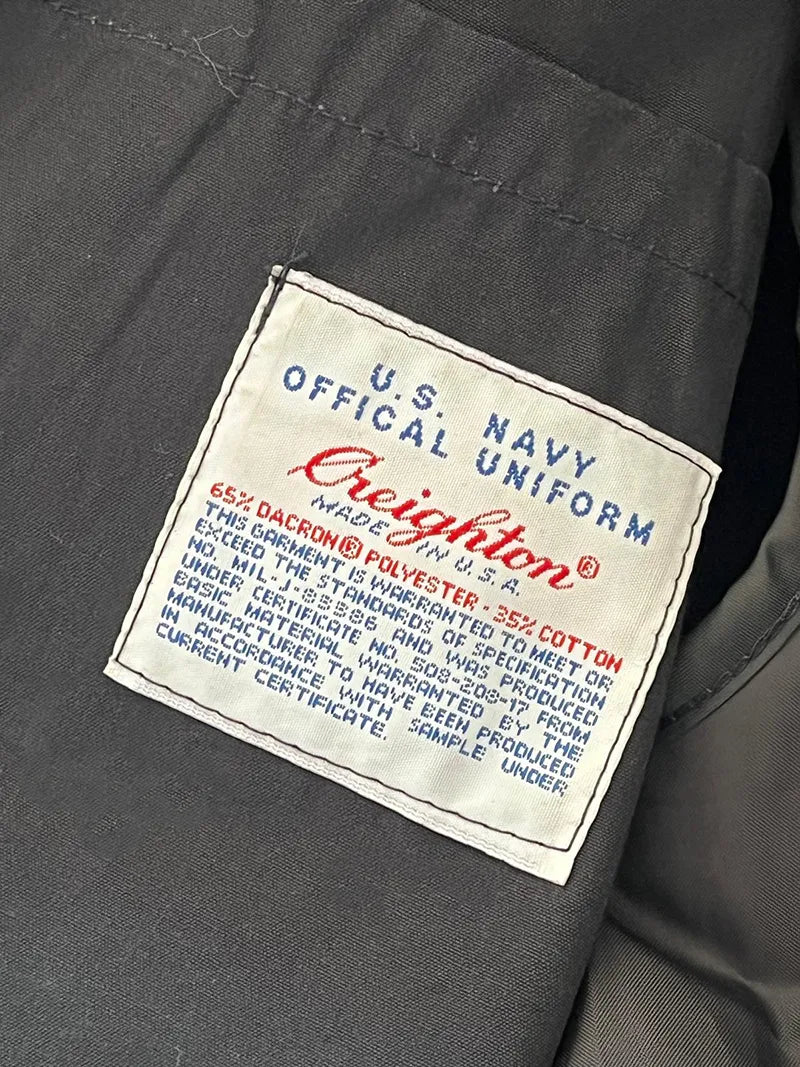 U.S. NAVY
OFFICAL UNIFORM
Creighton®
MADE IN U.S.A.
65% DACRON® POLYESTER - 35% COTTON
THIS GARMENT IS WARRANTED TO MEET OR
EXCEED THE STANDARDS OF SPECIFICATION
NO. MIL-J-83886 AND WAS PRODUCED
UNDER CERTIFICATE NO. 508-208-17, FROM
BASIC MATERIAL WARRANTED BY THE
MANUFACTURER TO HAVE BEEN PRODUCED
IN ACCORDANCE WITH SAMPLE UNDER
CURRENT CERTIFICATE.